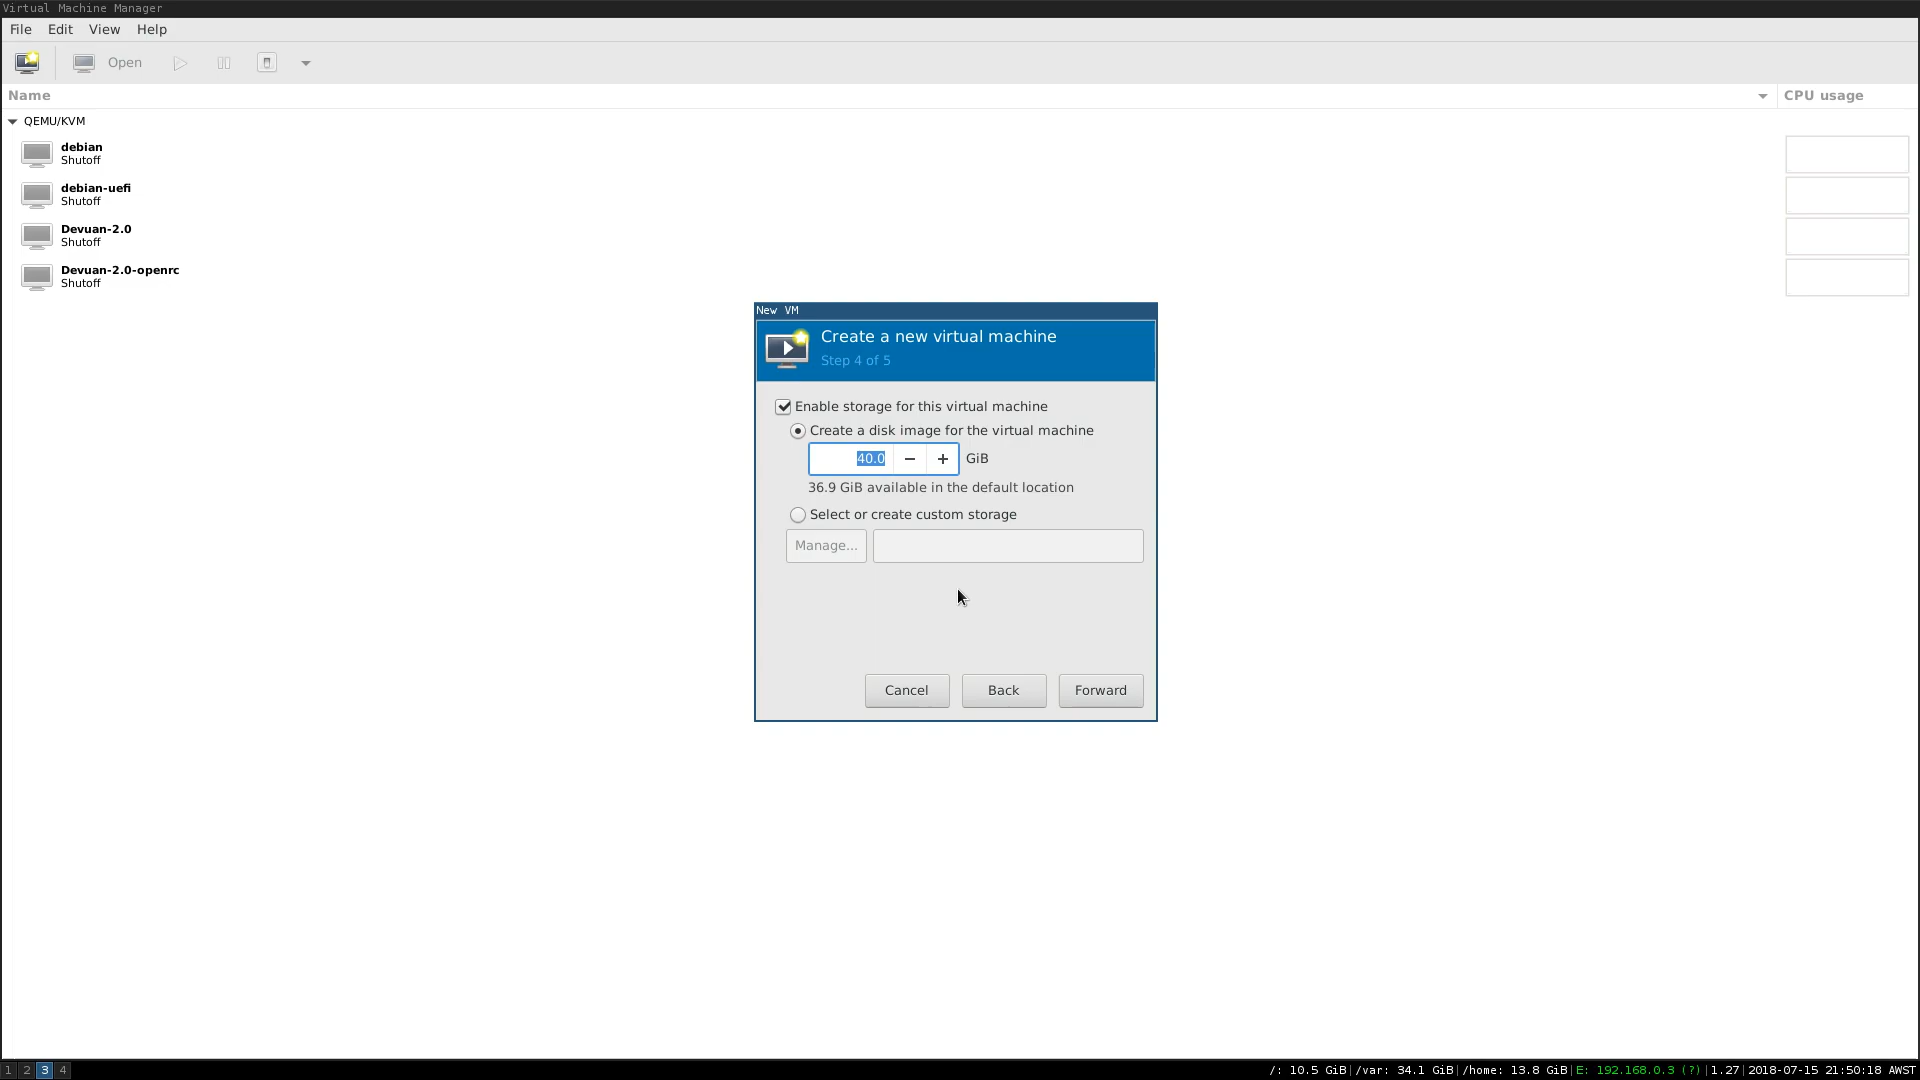 Virtual Machine Manager
File Edit View Help
Open
Name CPU usage
QEMU/KVM
debian
Shutoff
debian-uefi
Shutoff
Devuan-2.0
Shutoff
Devuan-2.0-openrc
Shutoff
New VM
Create a new virtual machine
Step 4 of 5
Enable storage for this virtual machine
Create a disk image for the virtual machine
40.0 − + GiB
36.9 GiB available in the default location
Select or create custom storage
Manage...
Cancel Back Forward
1 2 3 4 /: 10.5 GiB|/var: 34.1 GiB|/home: 13.8 GiB|E: 192.168.0.3 (?)|1.27|2018-07-15 21:50:18 AWST